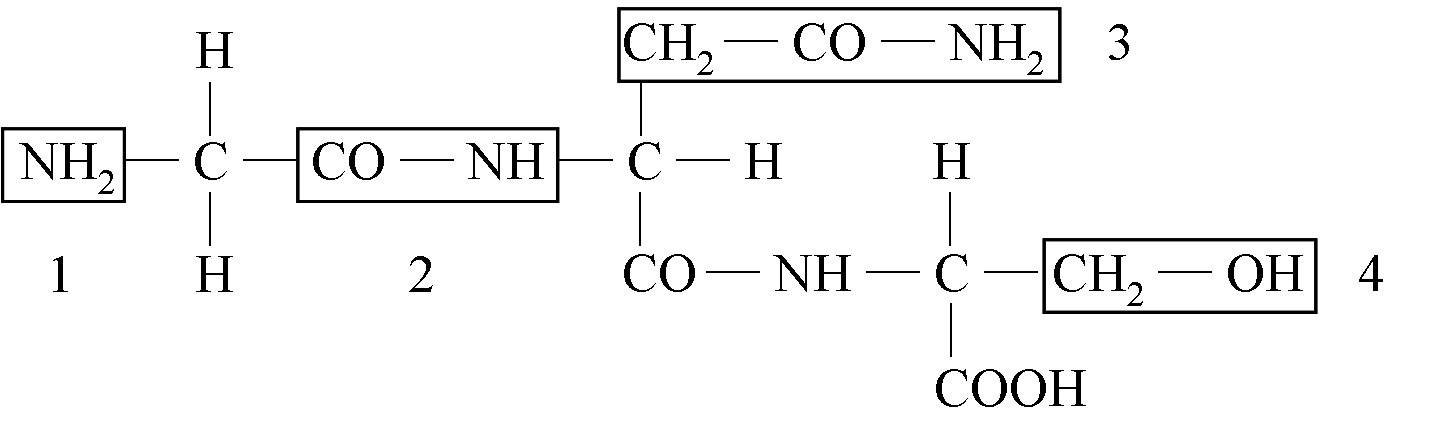 CH₂ — CO — NH₂ 3
H
NH₂ — C — CO — NH — C — H H
1 H 2 CO — NH — C — CH₂ — OH 4
COOH